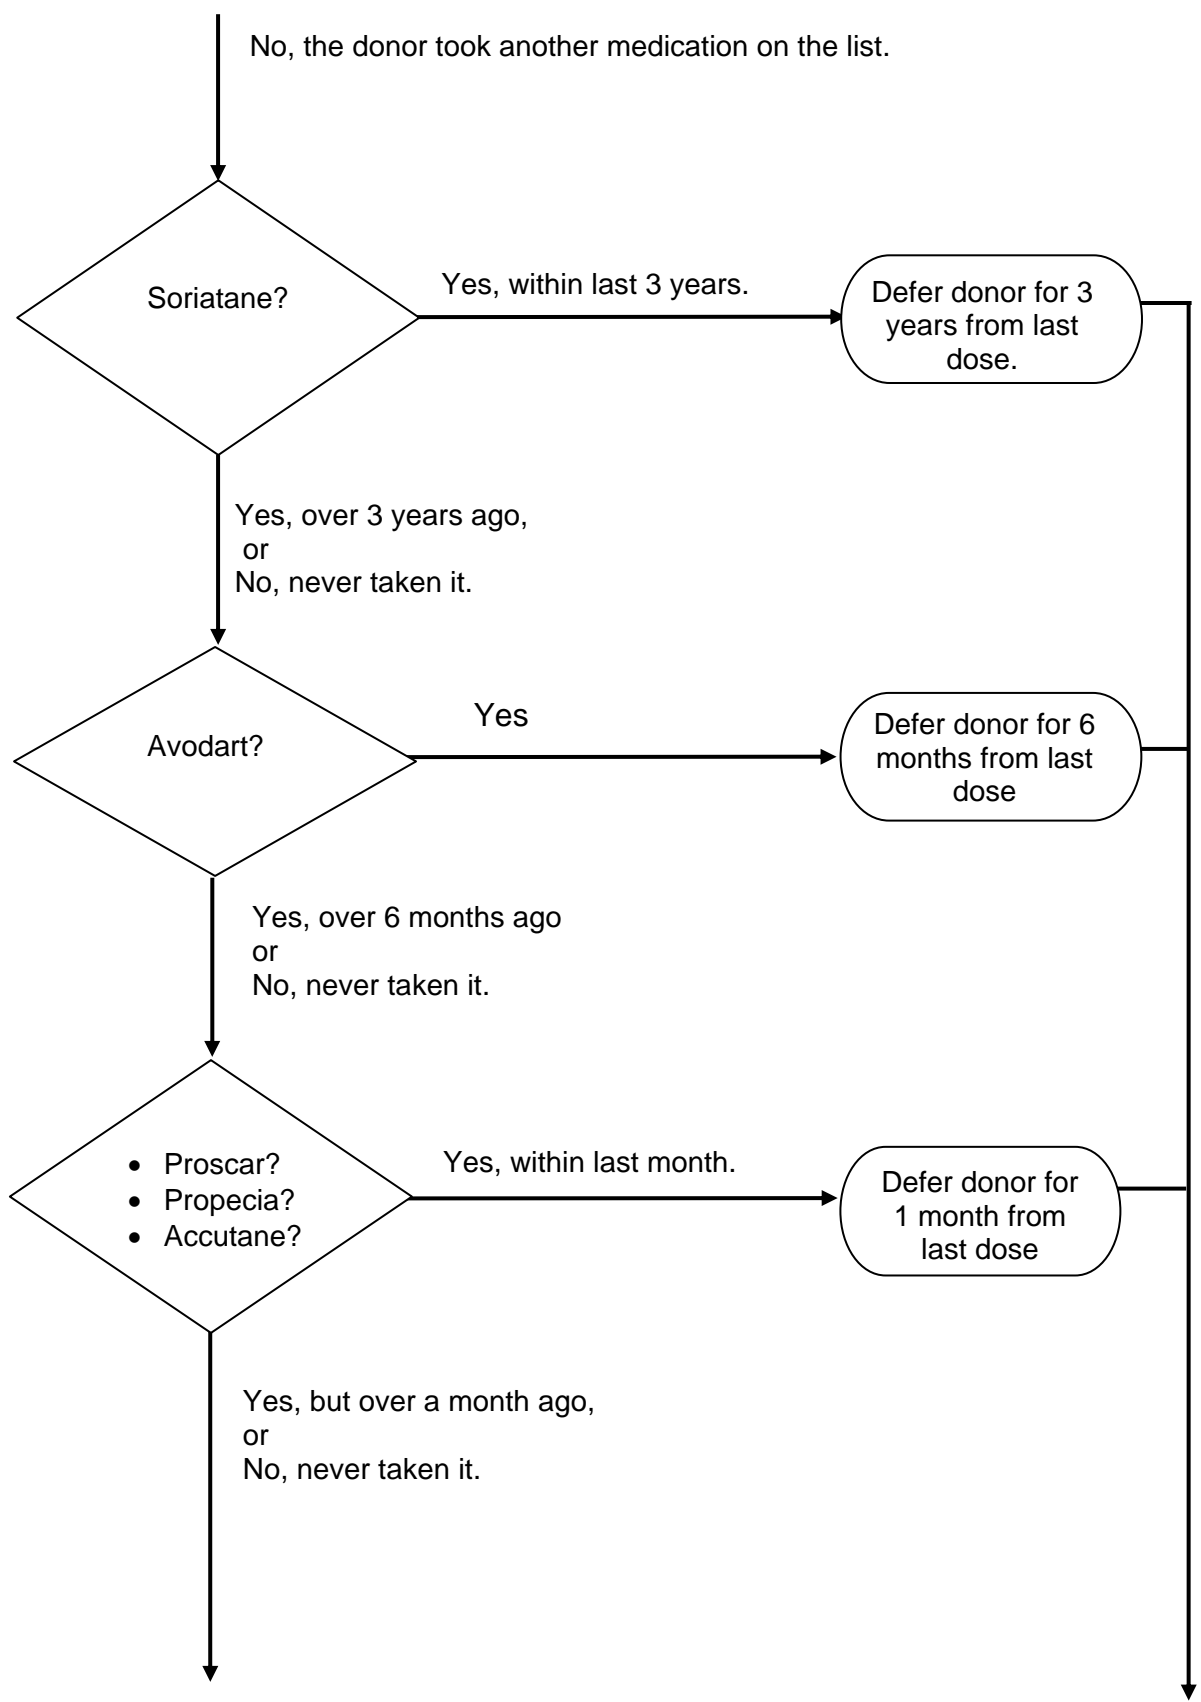 No, the donor took another medication on the list.
Soriatane?
Yes, within last 3 years.
Defer donor for 3
years from last
dose.
Yes, over 3 years ago,
or
No, never taken it.
Avodart?
Yes
Defer donor for 6
months from last
dose
Yes, over 6 months ago
or
No, never taken it.
• Proscar?
• Propecia?
• Accutane?
Yes, within last month.
Defer donor for
1 month from
last dose
Yes, but over a month ago,
or
No, never taken it.